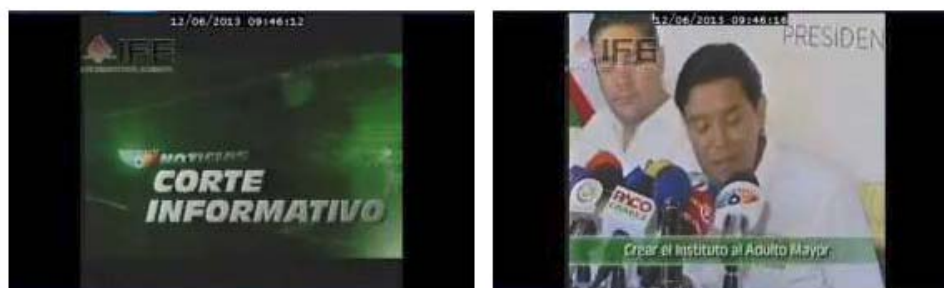 12/06/2013 09:46:12
IFE
NOTICIAS
CORTE
INFORMATIVO
12/06/2013 09:46:16
IFE
PRESIDEN
PACO
Crear el Instituto al Adulto Mayor